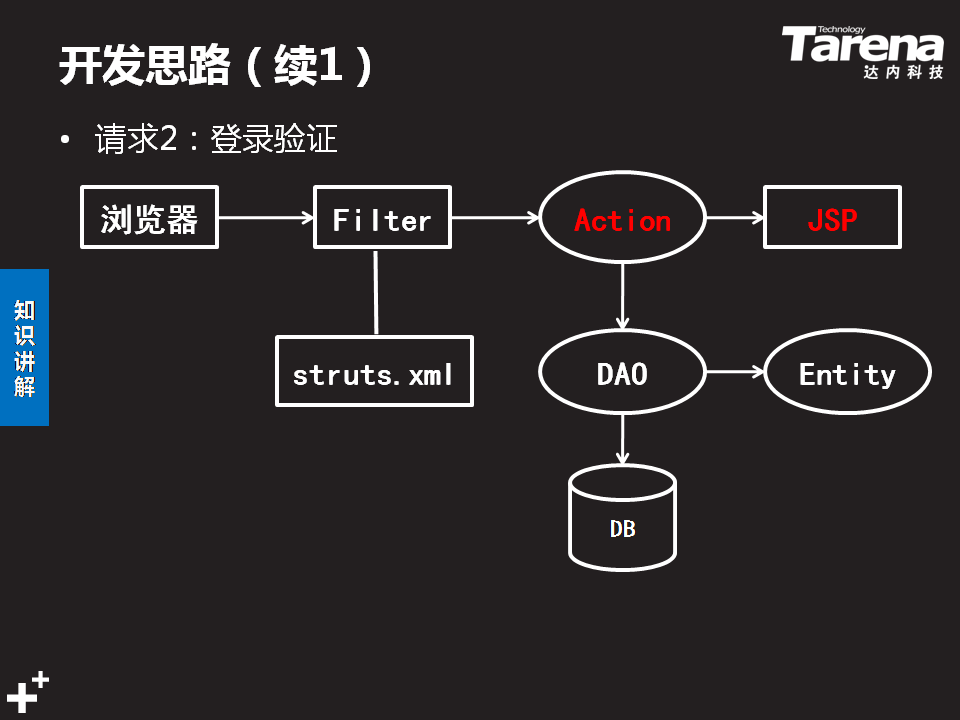 开发思路（续1）
Technology
Tarena
达内科技
• 请求2：登录验证
浏览器
Filter
Action
JSP
知识讲解
struts.xml
DAO
Entity
DB